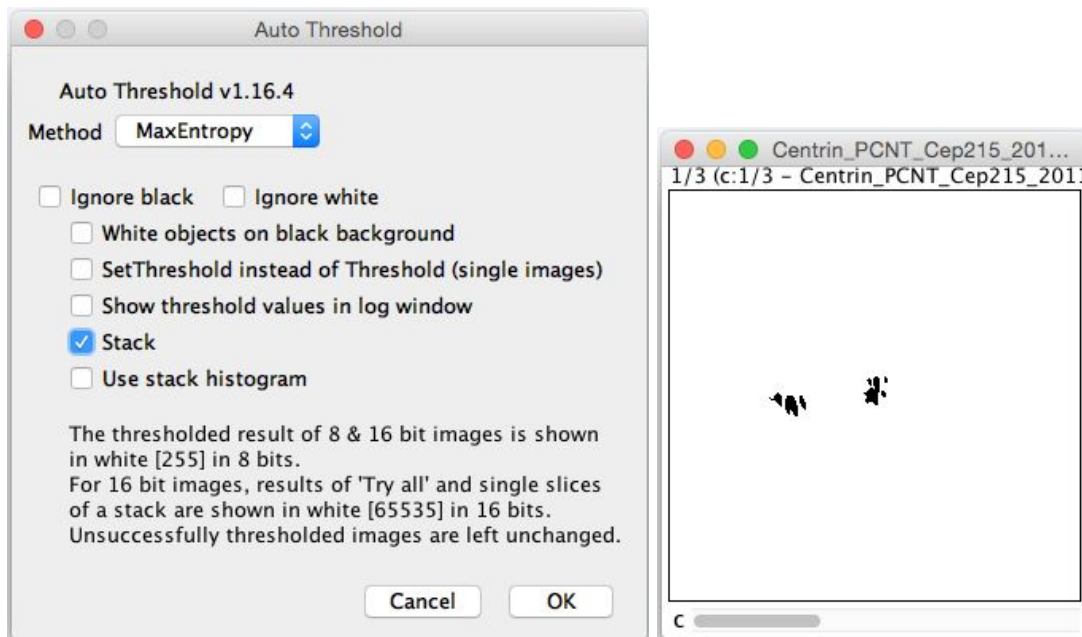 Auto Threshold
Auto Threshold v1.16.4
Method MaxEntropy
Ignore black Ignore white
White objects on black background
SetThreshold instead of Threshold (single images)
Show threshold values in log window
Stack
Use stack histogram
The thresholded result of 8 & 16 bit images is shown
in white [255] in 8 bits.
For 16 bit images, results of 'Try all' and single slices
of a stack are shown in white [65535] in 16 bits.
Unsuccessfully thresholded images are left unchanged.
Cancel OK
Centrin_PCNT_Cep215_201...
1/3 (c:1/3 - Centrin_PCNT_Cep215_2011
c